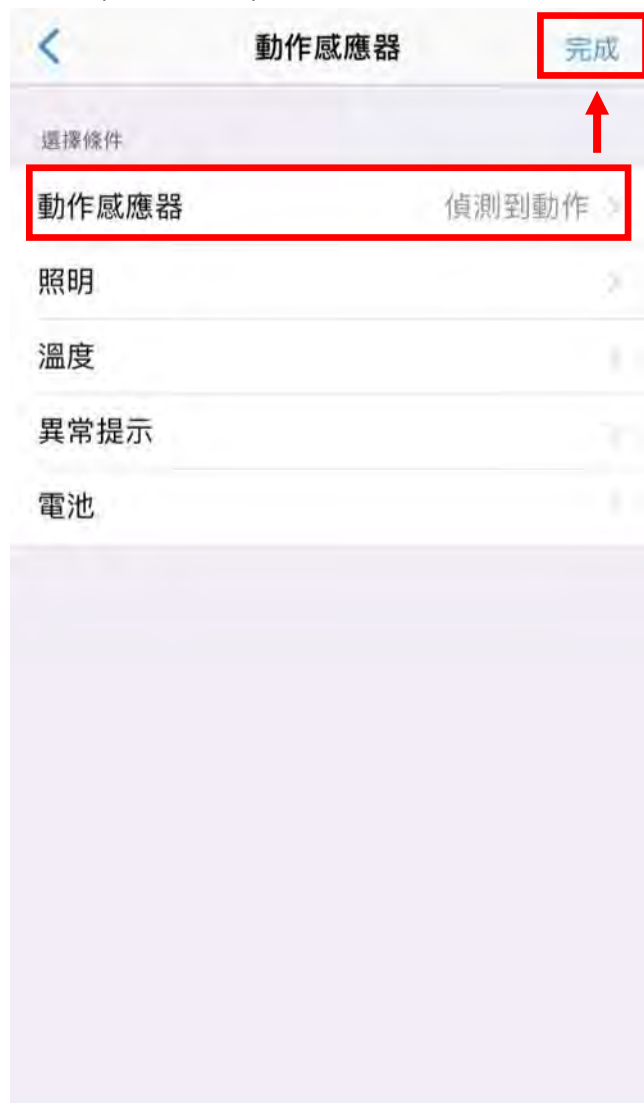 動作感應器 完成
選擇條件
動作感應器 偵測到動作
照明
溫度
異常提示
電池